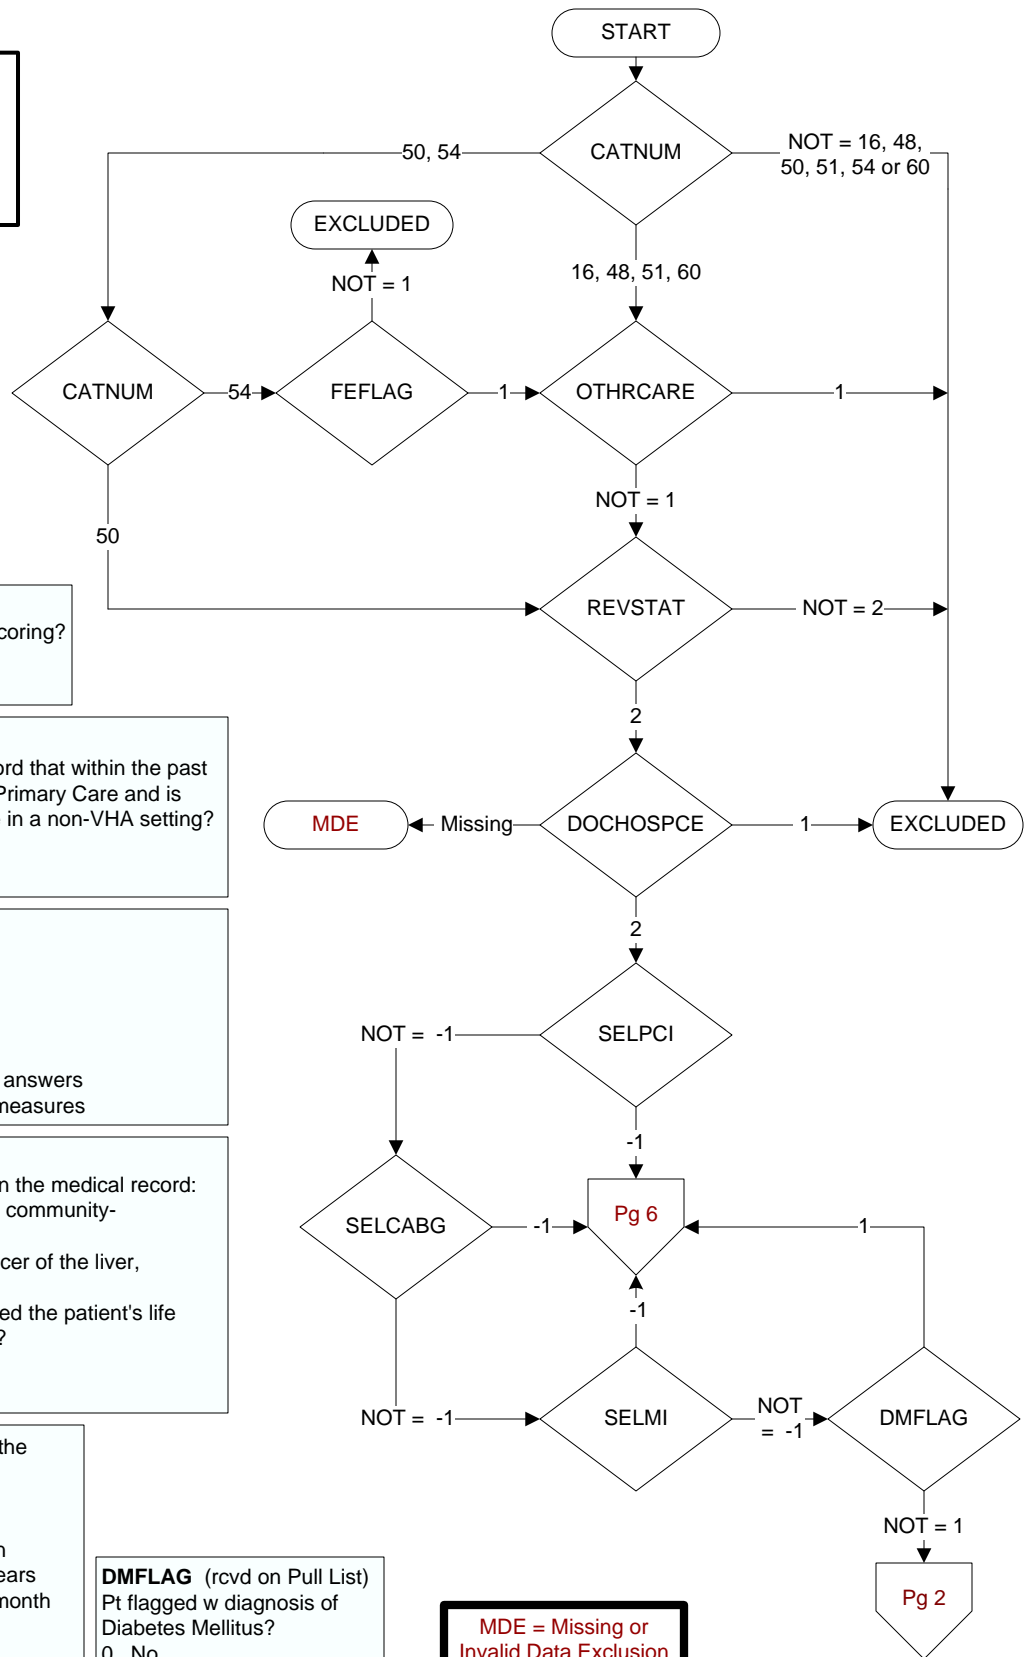 START
CATNUM
50, 54
NOT = 16, 48,
50, 51, 54 or 60
EXCLUDED
NOT = 1
16, 48, 51, 60
CATNUM
54
FEFLAG
1
OTHRCARE
1
NOT = 1
50
REVSTAT
NOT = 2
coring?
2
ord that within the past
Primary Care and is
in a non-VHA setting?
MDE
Missing
DOCHOSPCE
1
EXCLUDED
2
answers
measures
NOT = -1
SELPCI
-1
n the medical record:
community-
cer of the liver,
ed the patient's life
?
SELCABG
-1
Pg 6
1
-1
NOT = -1
SELMI
NOT
= -1
DMFLAG
the
n
ears
month
NOT = 1
Pg 2
DMFLAG (rcvd on Pull List)
Pt flagged w diagnosis of
Diabetes Mellitus?
0 No
MDE = Missing or
Invalid Data Exclusion